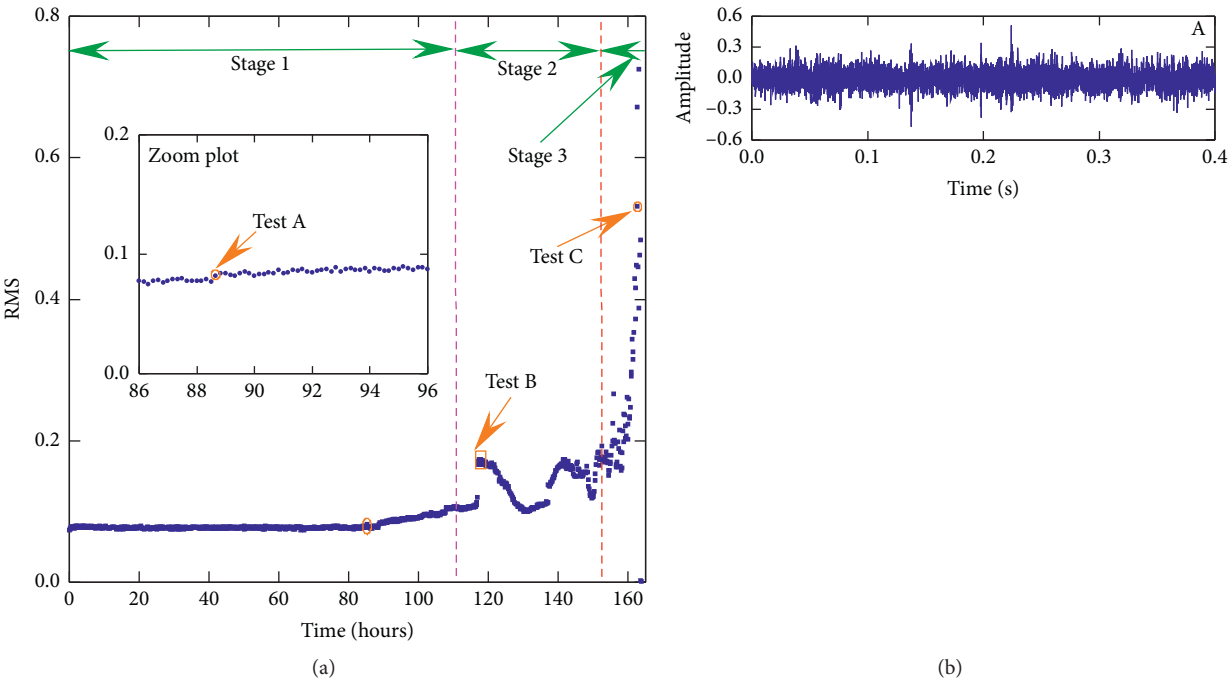 0.8
0.6
0.4
0.2
0.0
RMS
Stage 1
Stage 2
Stage 3
0.2
0.1
0.0
Zoom plot
Test A
86 88 90 92 94 96
Test B
Test C
0 20 40 60 80 100 120 140 160
Time (hours)
(a)
0.6
0.3
0.0
−0.3
−0.6
Amplitude
A
0.0 0.1 0.2 0.3 0.4
Time (s)
(b)